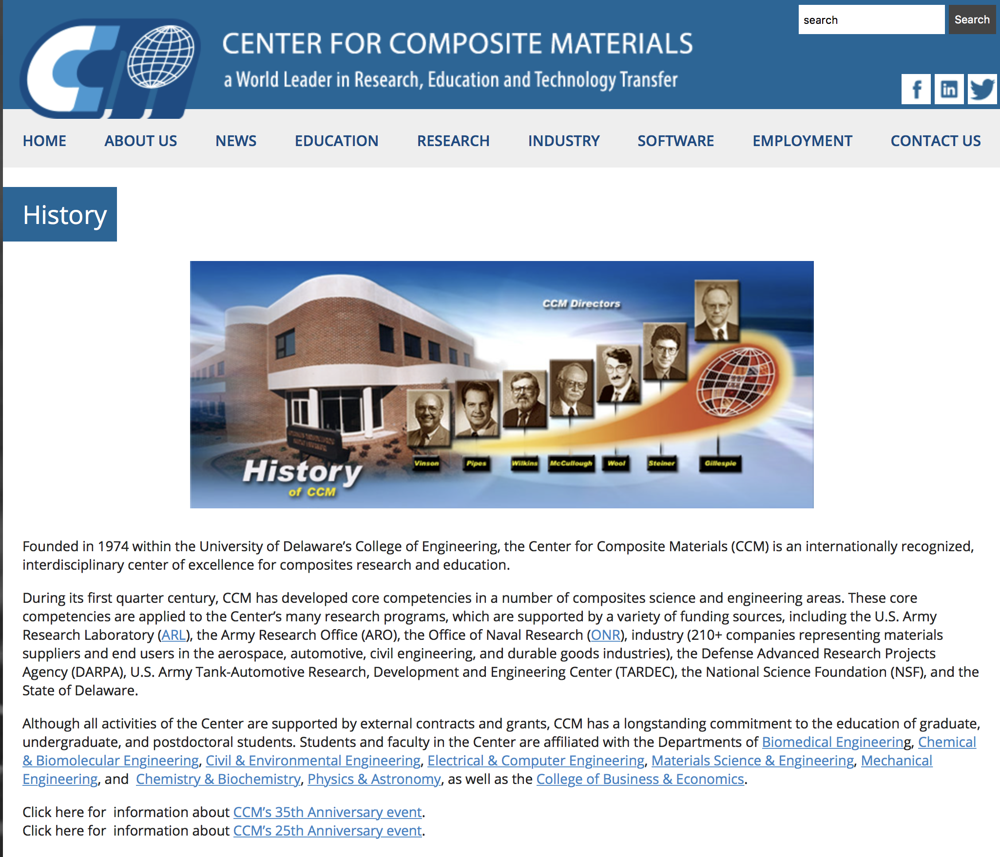 search
Search
CENTER FOR COMPOSITE MATERIALS
a World Leader in Research, Education and Technology Transfer
HOME ABOUT US NEWS EDUCATION RESEARCH INDUSTRY SOFTWARE EMPLOYMENT CONTACT US
History
CCM Directors
Vinson Pipes Wilkins McCullough Wool Steiner Gillespie
History
of CCM
Founded in 1974 within the University of Delaware’s College of Engineering, the Center for Composite Materials (CCM) is an internationally recognized,
interdisciplinary center of excellence for composites research and education.
During its first quarter century, CCM has developed core competencies in a number of composites science and engineering areas. These core
competencies are applied to the Center’s many research programs, which are supported by a variety of funding sources, including the U.S. Army
Research Laboratory (ARL), the Army Research Office (ARO), the Office of Naval Research (ONR), industry (210+ companies representing materials
suppliers and end users in the aerospace, automotive, civil engineering, and durable goods industries), the Defense Advanced Research Projects
Agency (DARPA), U.S. Army Tank-Automotive Research, Development and Engineering Center (TARDEC), the National Science Foundation (NSF), and the
State of Delaware.
Although all activities of the Center are supported by external contracts and grants, CCM has a longstanding commitment to the education of graduate,
undergraduate, and postdoctoral students. Students and faculty in the Center are affiliated with the Departments of Biomedical Engineering, Chemical
& Biomolecular Engineering, Civil & Environmental Engineering, Electrical & Computer Engineering, Materials Science & Engineering, Mechanical
Engineering, and Chemistry & Biochemistry, Physics & Astronomy, as well as the College of Business & Economics.
Click here for information about CCM’s 35th Anniversary event.
Click here for information about CCM’s 25th Anniversary event.